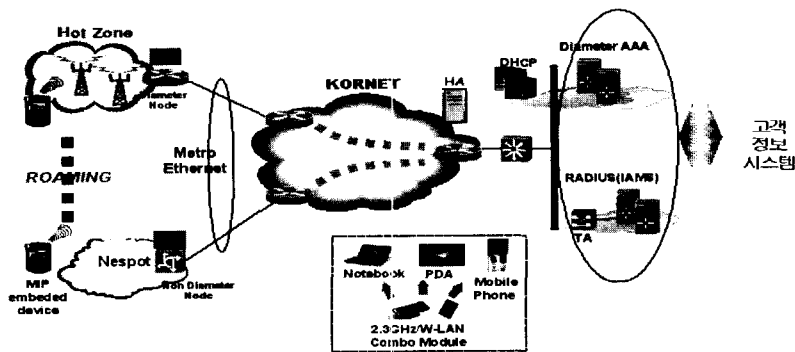 Hot Zone
Diameter
Node
ROAMING
MIP
embeded
device
Nespot
Non Diameter
Node
Metro
Ethernet
KORNET
HA
DHCP
Diameter AAA
RADIUS(IAMS)
TA
고객
정보
시스템
Notebook
PDA
Mobile
Phone
2.3GHz/W-LAN
Combo Module